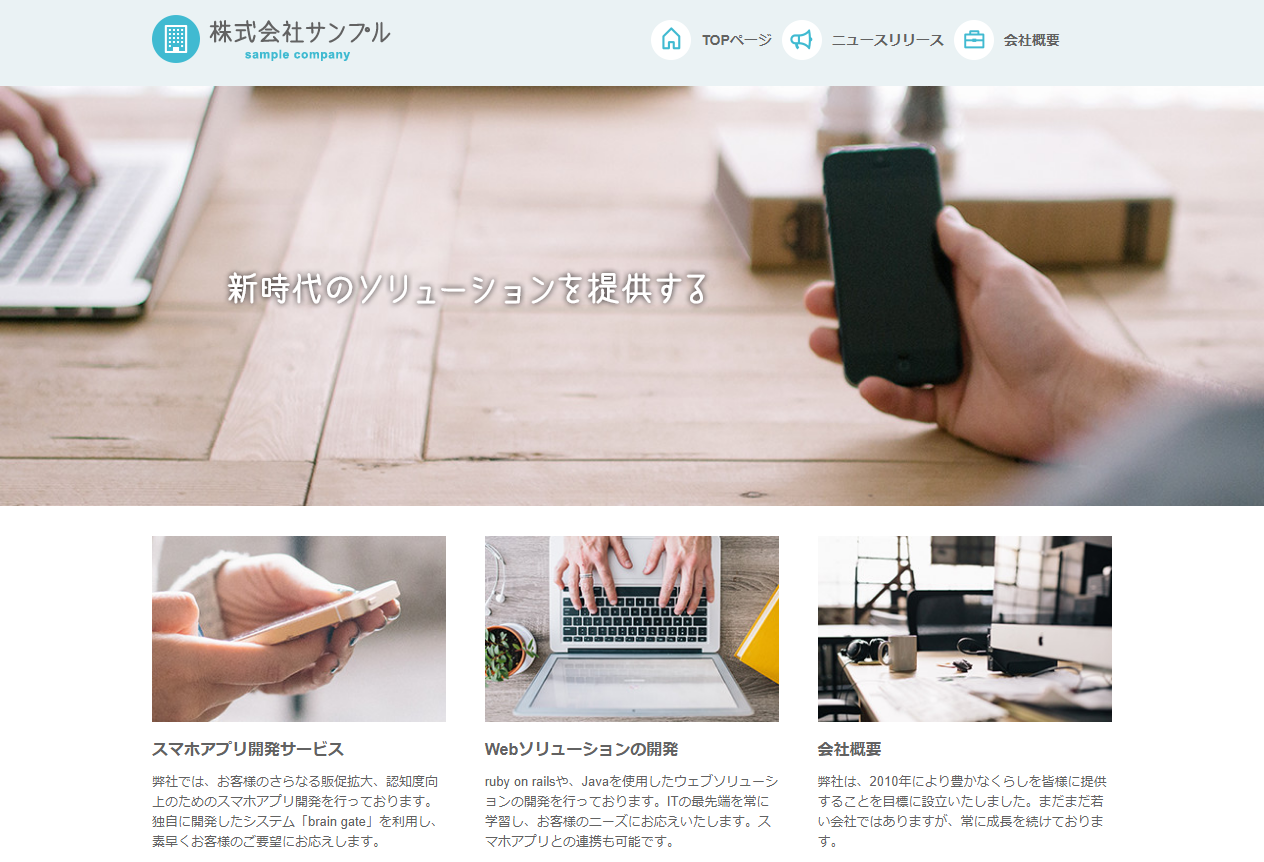 株式会社サンプル
sample company
TOPページ
ニュースリリース
会社概要
新時代のソリューションを提供する
スマホアプリ開発サービス
弊社では、お客様のさらなる販促拡大、認知度向
上のためのスマホアプリ開発を行っております。
独自に開発したシステム「brain gate」を利用し、
素早くお客様のご要望にお応えします。
Webソリューションの開発
ruby on railsや、Javaを使用したウェブソリューシ
ョンの開発を行っております。ITの最先端を常に
学習し、お客様のニーズにお応えいたします。ス
マホアプリとの連携も可能です。
会社概要
弊社は、2010年により豊かなくらしを皆様に提供
することを目標に設立いたしました。まだまだ若
い会社ではありますが、常に成長を続けておりま
す。